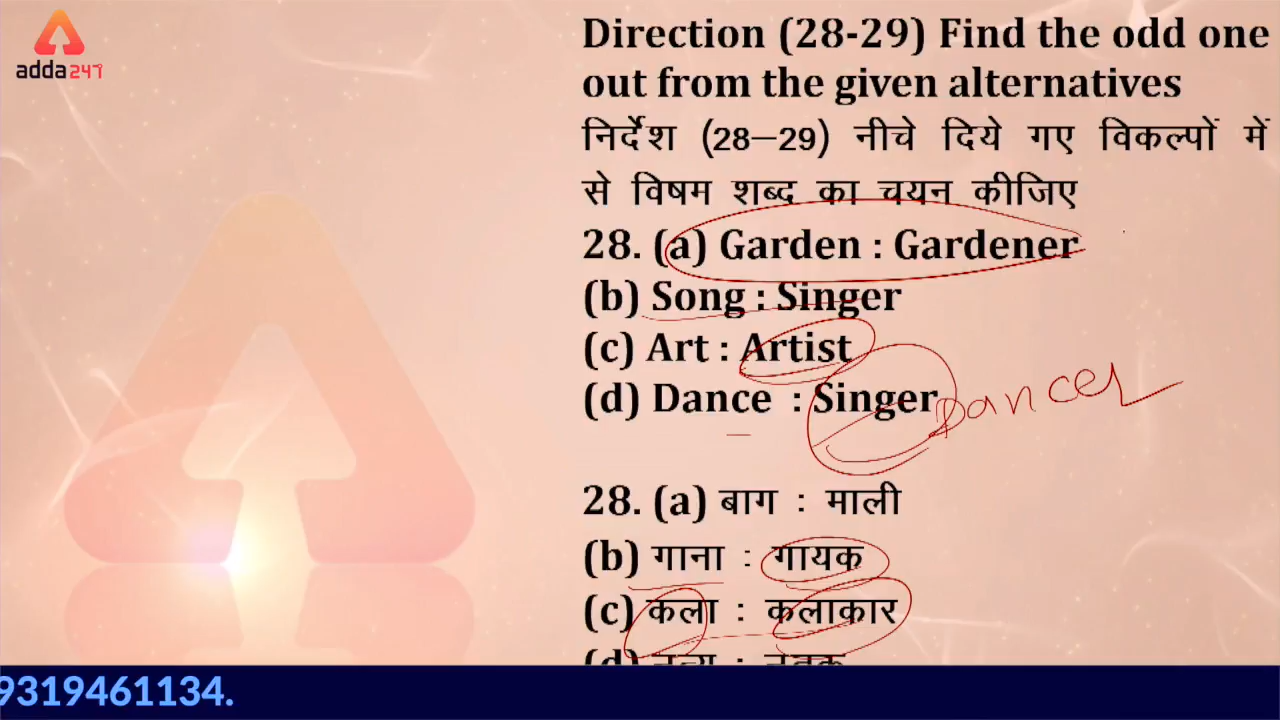 adda247
Direction (28-29) Find the odd one
out from the given alternatives
निर्देश (28–29) नीचे दिये गए विकल्पों में
से विषम शब्द का चयन कीजिए
28. (a) Garden : Gardener
(b) Song : Singer
(c) Art : Artist
(d) Dance : Singer
Dancer
28. (a) बाग : माली
(b) गाना : गायक
(c) कला : कलाकार
(d)
9319461134.